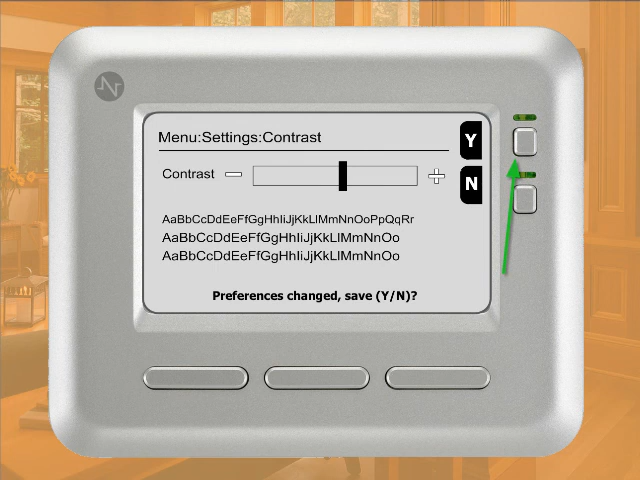 Menu:Settings:Contrast
Y
Contrast
N
AaBbCcDdEeFfGgHhIiJjKkLlMmNnOoPpQqRr
AaBbCcDdEeFfGgHhIiJjKkLlMmNnOo
AaBbCcDdEeFfGgHhIiJjKkLlMmNnOo
Preferences changed, save (Y/N)?